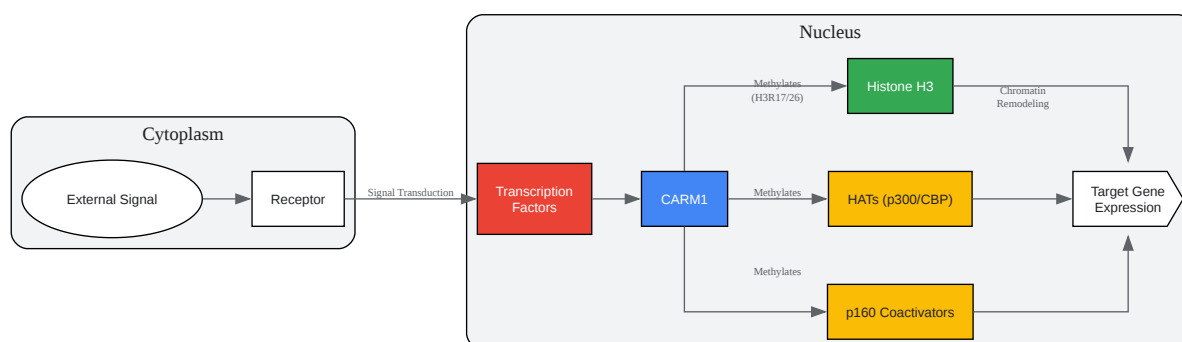 Nucleus
Cytoplasm
External Signal
Receptor
Signal Transduction
Transcription
Factors
CARM1
Methylates
(H3R17/26)
Histone H3
Chromatin
Remodeling
Methylates
HATs (p300/CBP)
Target Gene
Expression
Methylates
p160 Coactivators